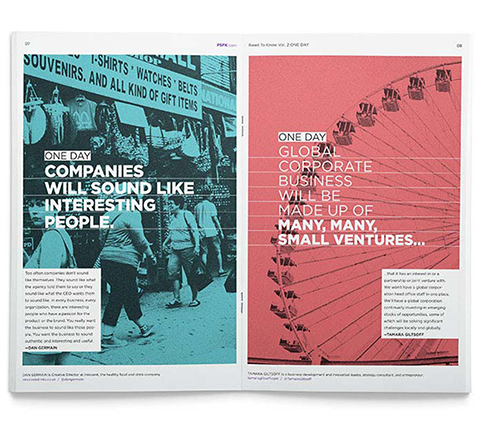 07
PSFK.com
T-SHIRTS * WATCHES * BELTS
SOUVENIRS, AND ALL KIND OF GIFT ITEMS
NATIONAL
ONE DAY
COMPANIES
WILL SOUND LIKE
INTERESTING
PEOPLE.
Too often companies don't sound
like themselves. They sound like what
the agency told them to say or they
sound like what the CEO wants them
to sound like. In every business, every
organization, there are interesting
people who have a passion for the
product or the brand. You really want
the business to sound like those peo-
ple. You want the business to sound
authentic and interesting and useful.
–DAN GERMAIN
DAN GERMAIN is Creative Director at innocent, the healthy food and drink company.
Need To Know: Vol. 2 ONE DAY
08
ONE DAY
GLOBAL
CORPORATE
BUSINESS
WILL BE
MADE UP OF
MANY, MANY,
SMALL VENTURES...
...that it has an interest in or a
partnership or joint venture with.
We won't have a global corpor-
ation head office staff in one place.
We'll have a global corporation
continually investing in emerging
stocks of opportunities, some of
which will be solving significant
challenges locally and globally.
–TAMARA GILTSOFF
TAMARA GILTSOFF is a business development and innovation leader, strategy consultant, and entrepreneur.